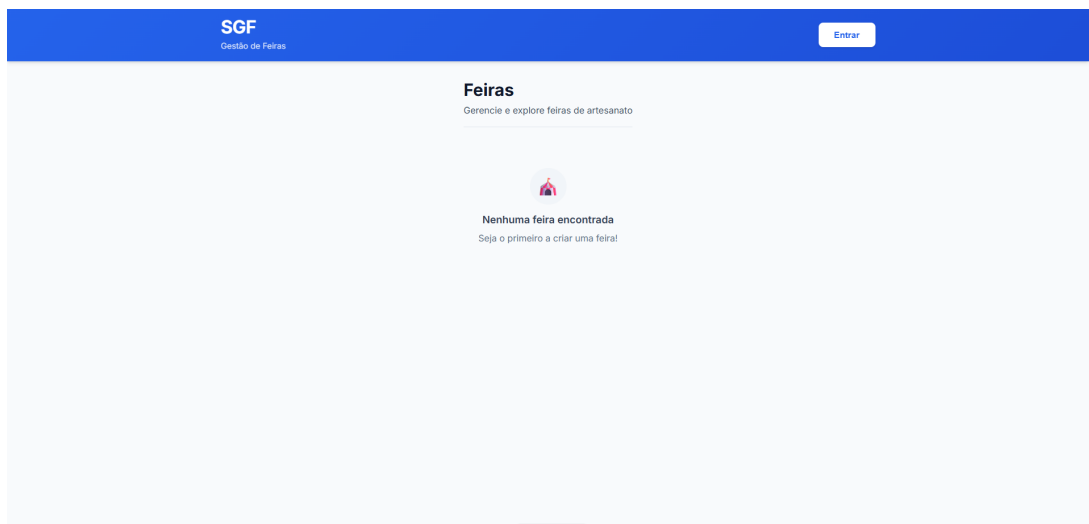 SGF
Gestão de Feiras
Entrar
Feiras
Gerencie e explore feiras de artesanato
Nenhuma feira encontrada
Seja o primeiro a criar uma feira!